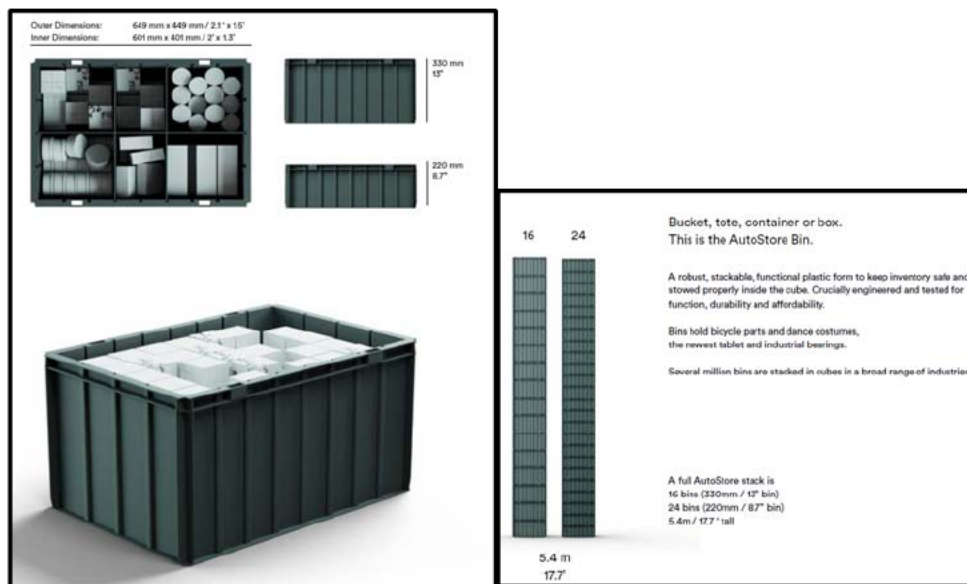 Outer Dimensions: 649 mm x 449 mm / 2.1' x 1.5'
Inner Dimensions: 601 mm x 401 mm / 2' x 1.3'
330 mm
13"
220 mm
8.7"
16 24
5.4 m
17.7'
Bucket, tote, container or box.
This is the AutoStore Bin.
A robust, stackable, functional plastic form to keep inventory safe and
stowed properly inside the cube. Crucially engineered and tested for
function, durability and affordability.
Bins hold bicycle parts and dance costumes,
the newest tablet and industrial bearings.
Several million bins are stacked in cubes in a broad range of industries
A full AutoStore stack is
16 bins (330mm / 13" bin)
24 bins (220mm / 8.7" bin)
5.4m / 17.7' tall